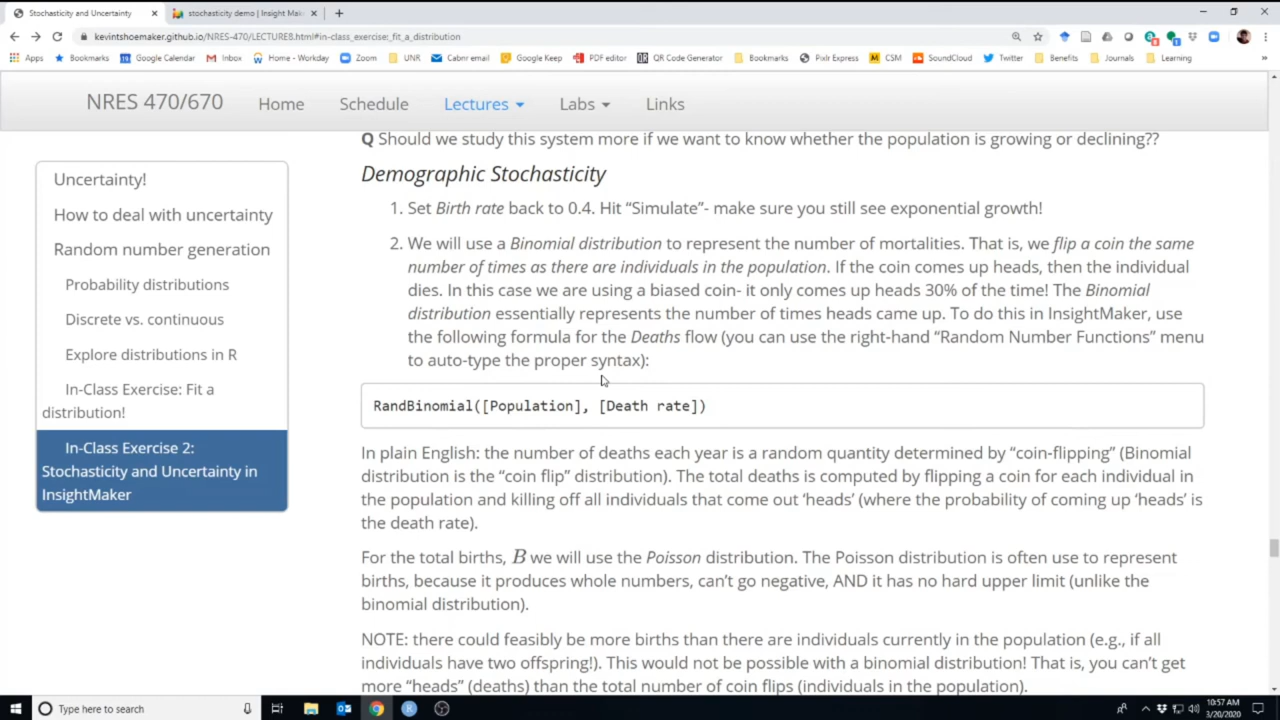 Stochasticity and Uncertainty
stochasticity demo | Insight Mak
kevintshoemaker.github.io/NRES-470/LECTURE8.html#in-class_exercise:_fit_a_distribution
Apps Bookmarks Google Calendar Inbox Home - Workday Zoom UNR Cabnr email Google Keep PDF editor QR Code Generator Bookmarks Pixlr Express CSM SoundCloud Twitter Benefits Journals Learning
NRES 470/670 Home Schedule Lectures Labs Links
Uncertainty!
How to deal with uncertainty
Random number generation
Probability distributions
Discrete vs. continuous
Explore distributions in R
In-Class Exercise: Fit a
distribution!
In-Class Exercise 2:
Stochasticity and Uncertainty in
InsightMaker
Q Should we study this system more if we want to know whether the population is growing or declining??
Demographic Stochasticity
1. Set Birth rate back to 0.4. Hit “Simulate”- make sure you still see exponential growth!
2. We will use a Binomial distribution to represent the number of mortalities. That is, we flip a coin the same
number of times as there are individuals in the population. If the coin comes up heads, then the individual
dies. In this case we are using a biased coin- it only comes up heads 30% of the time! The Binomial
distribution essentially represents the number of times heads came up. To do this in InsightMaker, use
the following formula for the Deaths flow (you can use the right-hand “Random Number Functions” menu
to auto-type the proper syntax):
RandBinomial([Population], [Death rate])
In plain English: the number of deaths each year is a random quantity determined by “coin-flipping” (Binomial
distribution is the “coin flip” distribution). The total deaths is computed by flipping a coin for each individual in
the population and killing off all individuals that come out ‘heads’ (where the probability of coming up ‘heads’ is
the death rate).
For the total births, B we will use the Poisson distribution. The Poisson distribution is often use to represent
births, because it produces whole numbers, can’t go negative, AND it has no hard upper limit (unlike the
binomial distribution).
NOTE: there could feasibly be more births than there are individuals currently in the population (e.g., if all
individuals have two offspring!). This would not be possible with a binomial distribution! That is, you can’t get
more “heads” (deaths) than the total number of coin flips (individuals in the population).
Type here to search
10:57 AM
3/20/2020